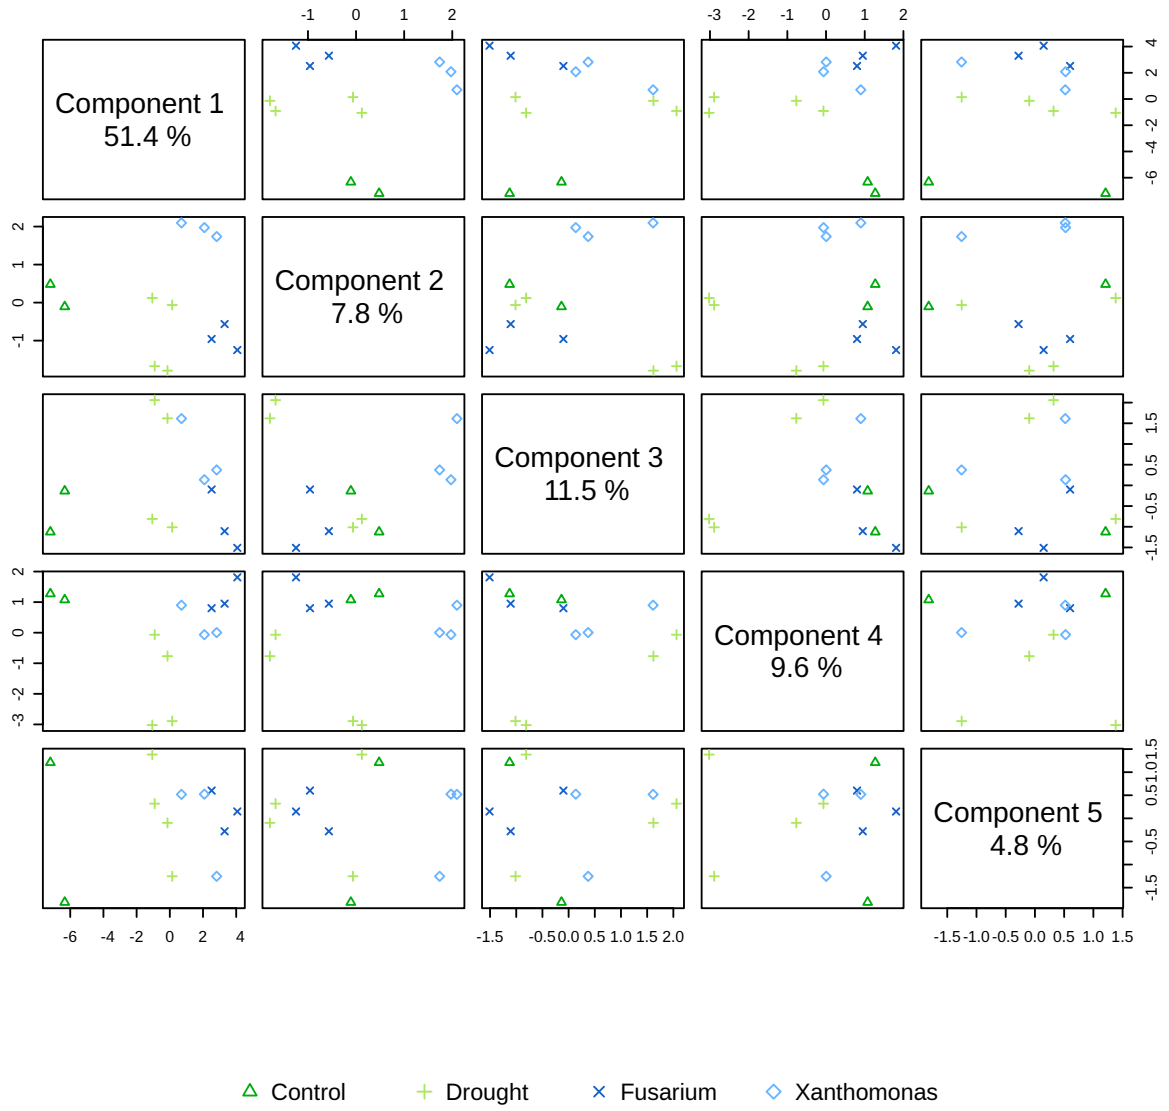 -1 0 1 2
-3 -2 -1 0 1 2
Component 1
51.4 %
-6 -4 -2 0 2 4
-1 0 1 2
Component 2
7.8 %
Component 3
11.5 %
-1.5 -0.5 0.5 1.5
-3 -2 -1 0 1 2
Component 4
9.6 %
Component 5
4.8 %
-1.5 -0.5 0.5 1.0 1.5
-6 -4 -2 0 2 4
-1.5 -0.5 0.0 0.5 1.0 1.5 2.0
-1.5 -1.0 -0.5 0.0 0.5 1.0 1.5
Control Drought Fusarium Xanthomonas